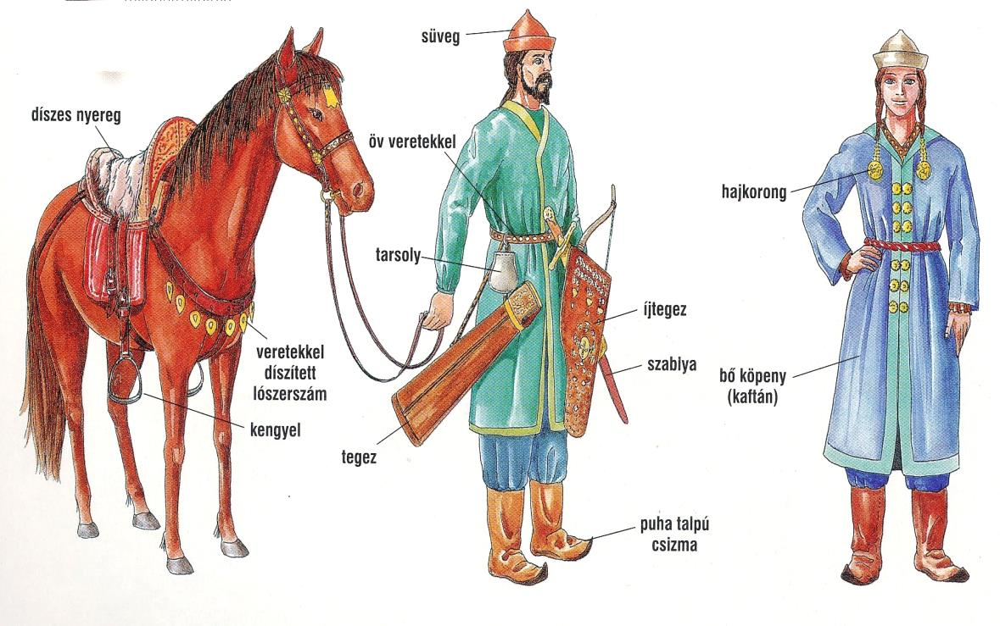 süveg
díszes nyereg
öv veretekkel
hajkorong
tarsoly
íjtegez
veretekkel
díszített
lószerszám
szablya
bő köpeny
(kaftán)
kengyel
tegez
puha talpú
csizma